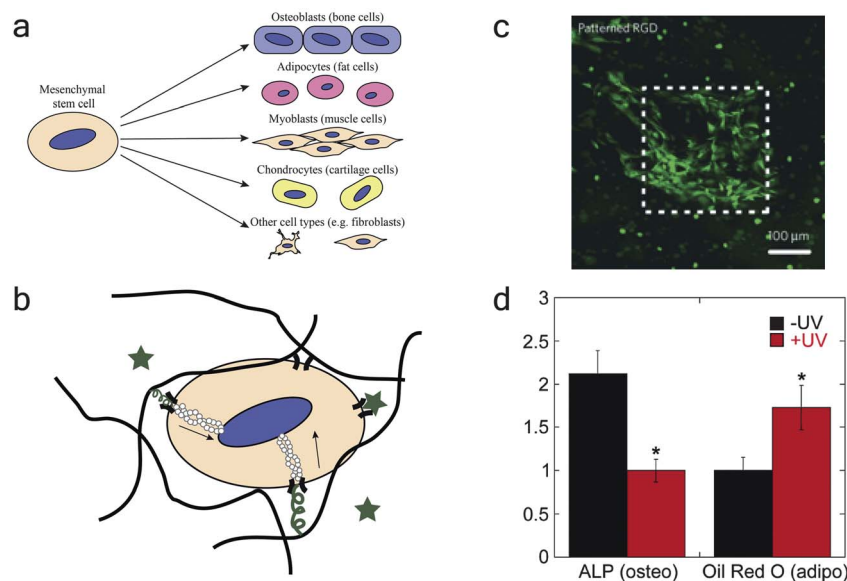 a
Osteoblasts (bone cells)
Adipocytes (fat cells)
Mesenchymal
stem cell
Myoblasts (muscle cells)
Chondrocytes (cartilage cells)
Other cell types (e.g. fibroblasts)
b
c
Patterned RGD
100 µm
d
3
2.5
2
1.5
1
0.5
0
-UV
+UV
*
*
ALP (osteo)
Oil Red O (adipo)